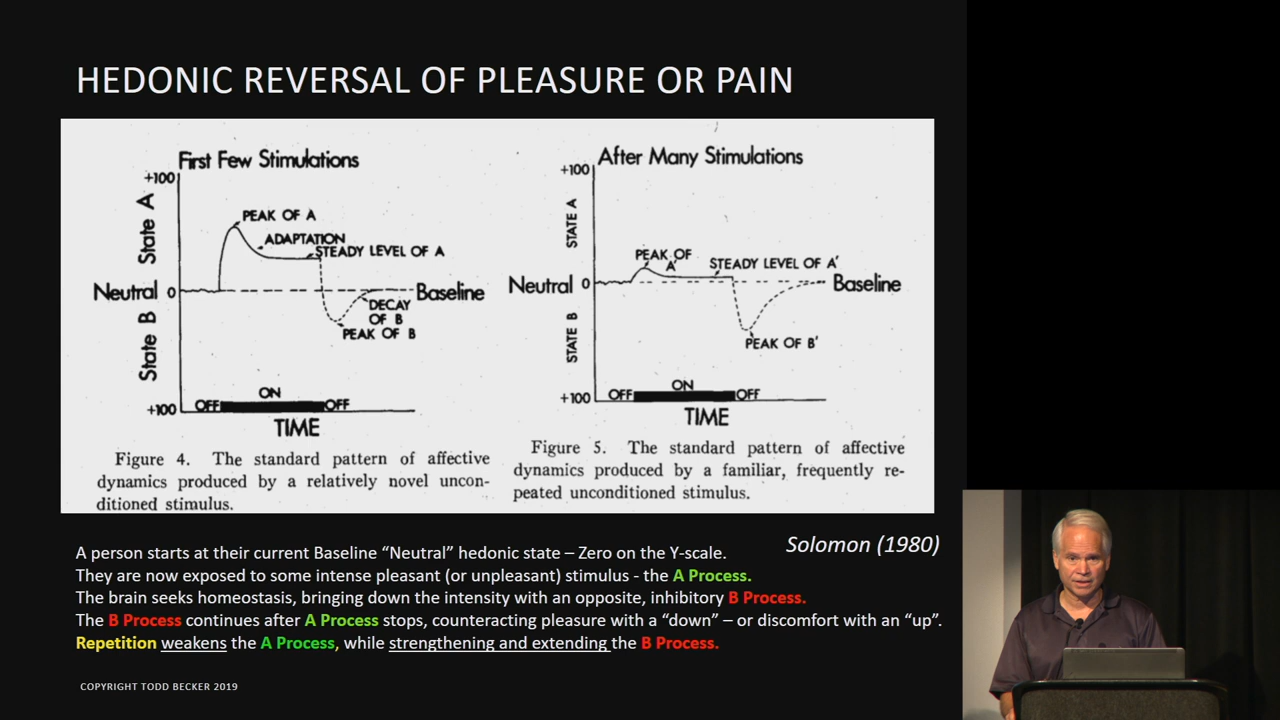 HEDONIC REVERSAL OF PLEASURE OR PAIN
First Few Stimulations
+100
State A
PEAK OF A
ADAPTATION
STEADY LEVEL OF A
Neutral 0
Baseline
State B
DECAY
OF B
PEAK OF B
ON
OFF
OFF
+100
TIME
Figure 4. The standard pattern of affective
dynamics produced by a relatively novel uncon-
ditioned stimulus.
After Many Stimulations
+100
STATE A
PEAK OF
A'
STEADY LEVEL OF A'
Neutral 0
Baseline
STATE B
PEAK OF B'
ON
OFF
OFF
+100
TIME
Figure 5. The standard pattern of affective
dynamics produced by a familiar, frequently re-
peated unconditioned stimulus.
Solomon (1980)
A person starts at their current Baseline “Neutral” hedonic state – Zero on the Y-scale.
They are now exposed to some intense pleasant (or unpleasant) stimulus - the A Process.
The brain seeks homeostasis, bringing down the intensity with an opposite, inhibitory B Process.
The B Process continues after A Process stops, counteracting pleasure with a “down” – or discomfort with an “up”.
Repetition weakens the A Process, while strengthening and extending the B Process.
COPYRIGHT TODD BECKER 2019